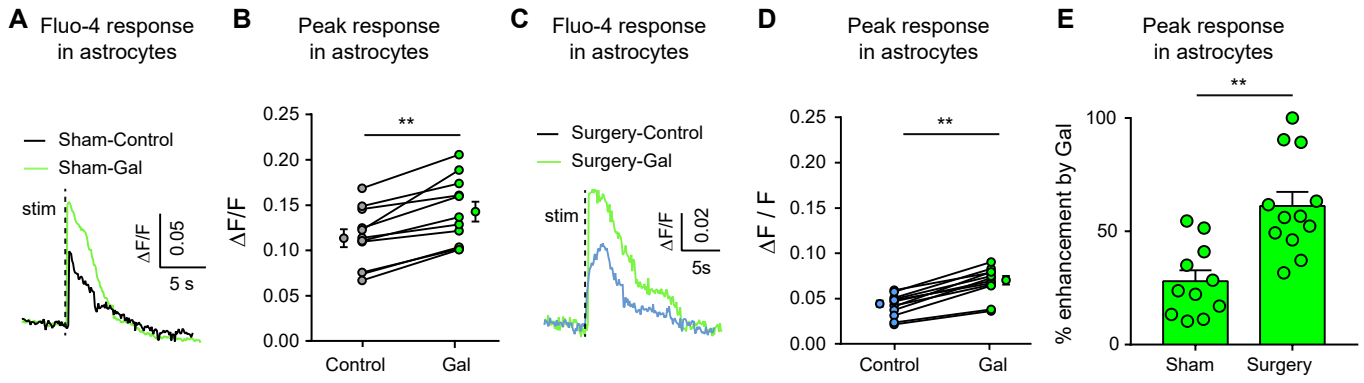 A
Fluo-4 response
in astrocytes
Sham-Control
Sham-Gal
stim
ΔF/F
0.05
5 s
B
Peak response
in astrocytes
**
ΔF/F
0.25
0.20
0.15
0.10
0.05
0.00
Control
Gal
C
Fluo-4 response
in astrocytes
Surgery-Control
Surgery-Gal
stim
ΔF/F
0.02
5s
D
Peak response
in astrocytes
**
ΔF / F
0.25
0.20
0.15
0.10
0.05
0.00
Control
Gal
E
Peak response
in astrocytes
**
% enhancement by Gal
100
50
0
Sham
Surgery